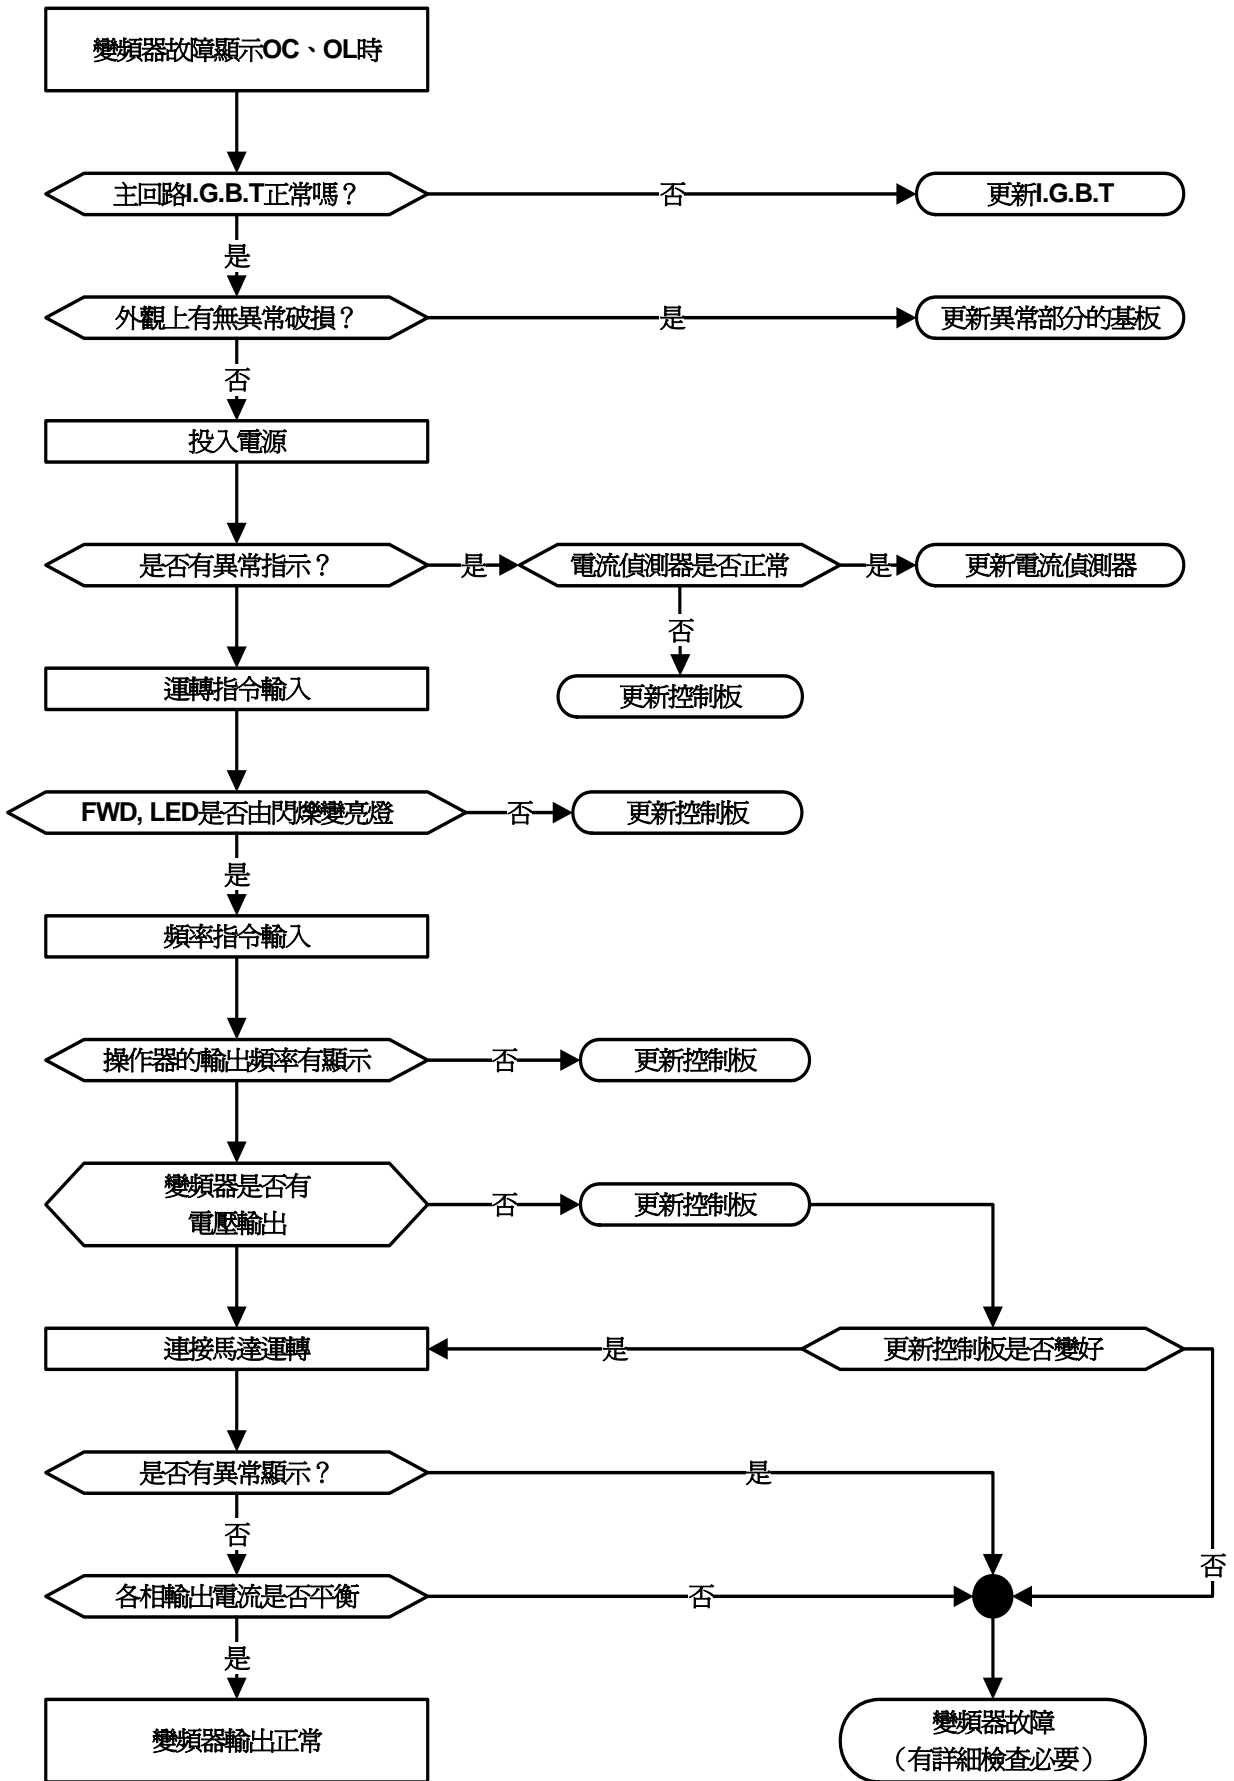 變頻器故障顯示OC、OL時
主回路I.G.B.T正常嗎？
否
更新I.G.B.T
是
外觀上有無異常破損？
是
更新異常部分的基板
否
投入電源
是否有異常指示？
是
電流偵測器是否正常
是
更新電流偵測器
否
更新控制板
運轉指令輸入
FWD, LED是否由閃爍變亮燈
否
更新控制板
是
頻率指令輸入
操作器的輸出頻率有顯示
否
更新控制板
變頻器是否有
電壓輸出
否
更新控制板
連接馬達運轉
是
更新控制板是否變好
是否有異常顯示？
是
否
否
各相輸出電流是否平衡
否
是
變頻器輸出正常
變頻器故障
（有詳細檢查必要）